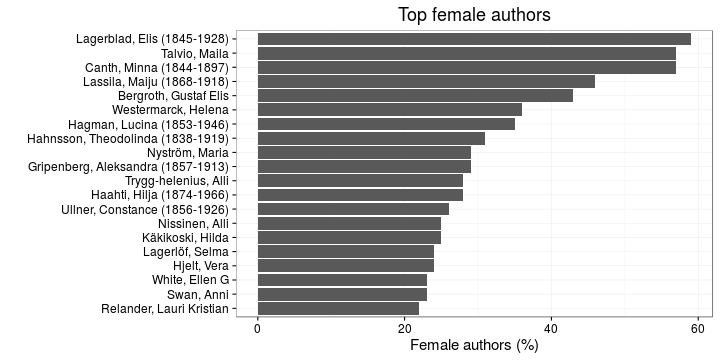 Top female authors
Lagerblad, Elis (1845-1928)
Talvio, Maila
Canth, Minna (1844-1897)
Lassila, Maiju (1868-1918)
Bergroth, Gustaf Elis
Westermarck, Helena
Hagman, Lucina (1853-1946)
Hahnsson, Theodolinda (1838-1919)
Nyström, Maria
Gripenberg, Aleksandra (1857-1913)
Trygg-helenius, Alli
Haahti, Hilja (1874-1966)
Ullner, Constance (1856-1926)
Nissinen, Alli
Käkikoski, Hilda
Lagerlöf, Selma
Hjelt, Vera
White, Ellen G
Swan, Anni
Relander, Lauri Kristian
0 20 40 60
Female authors (%)